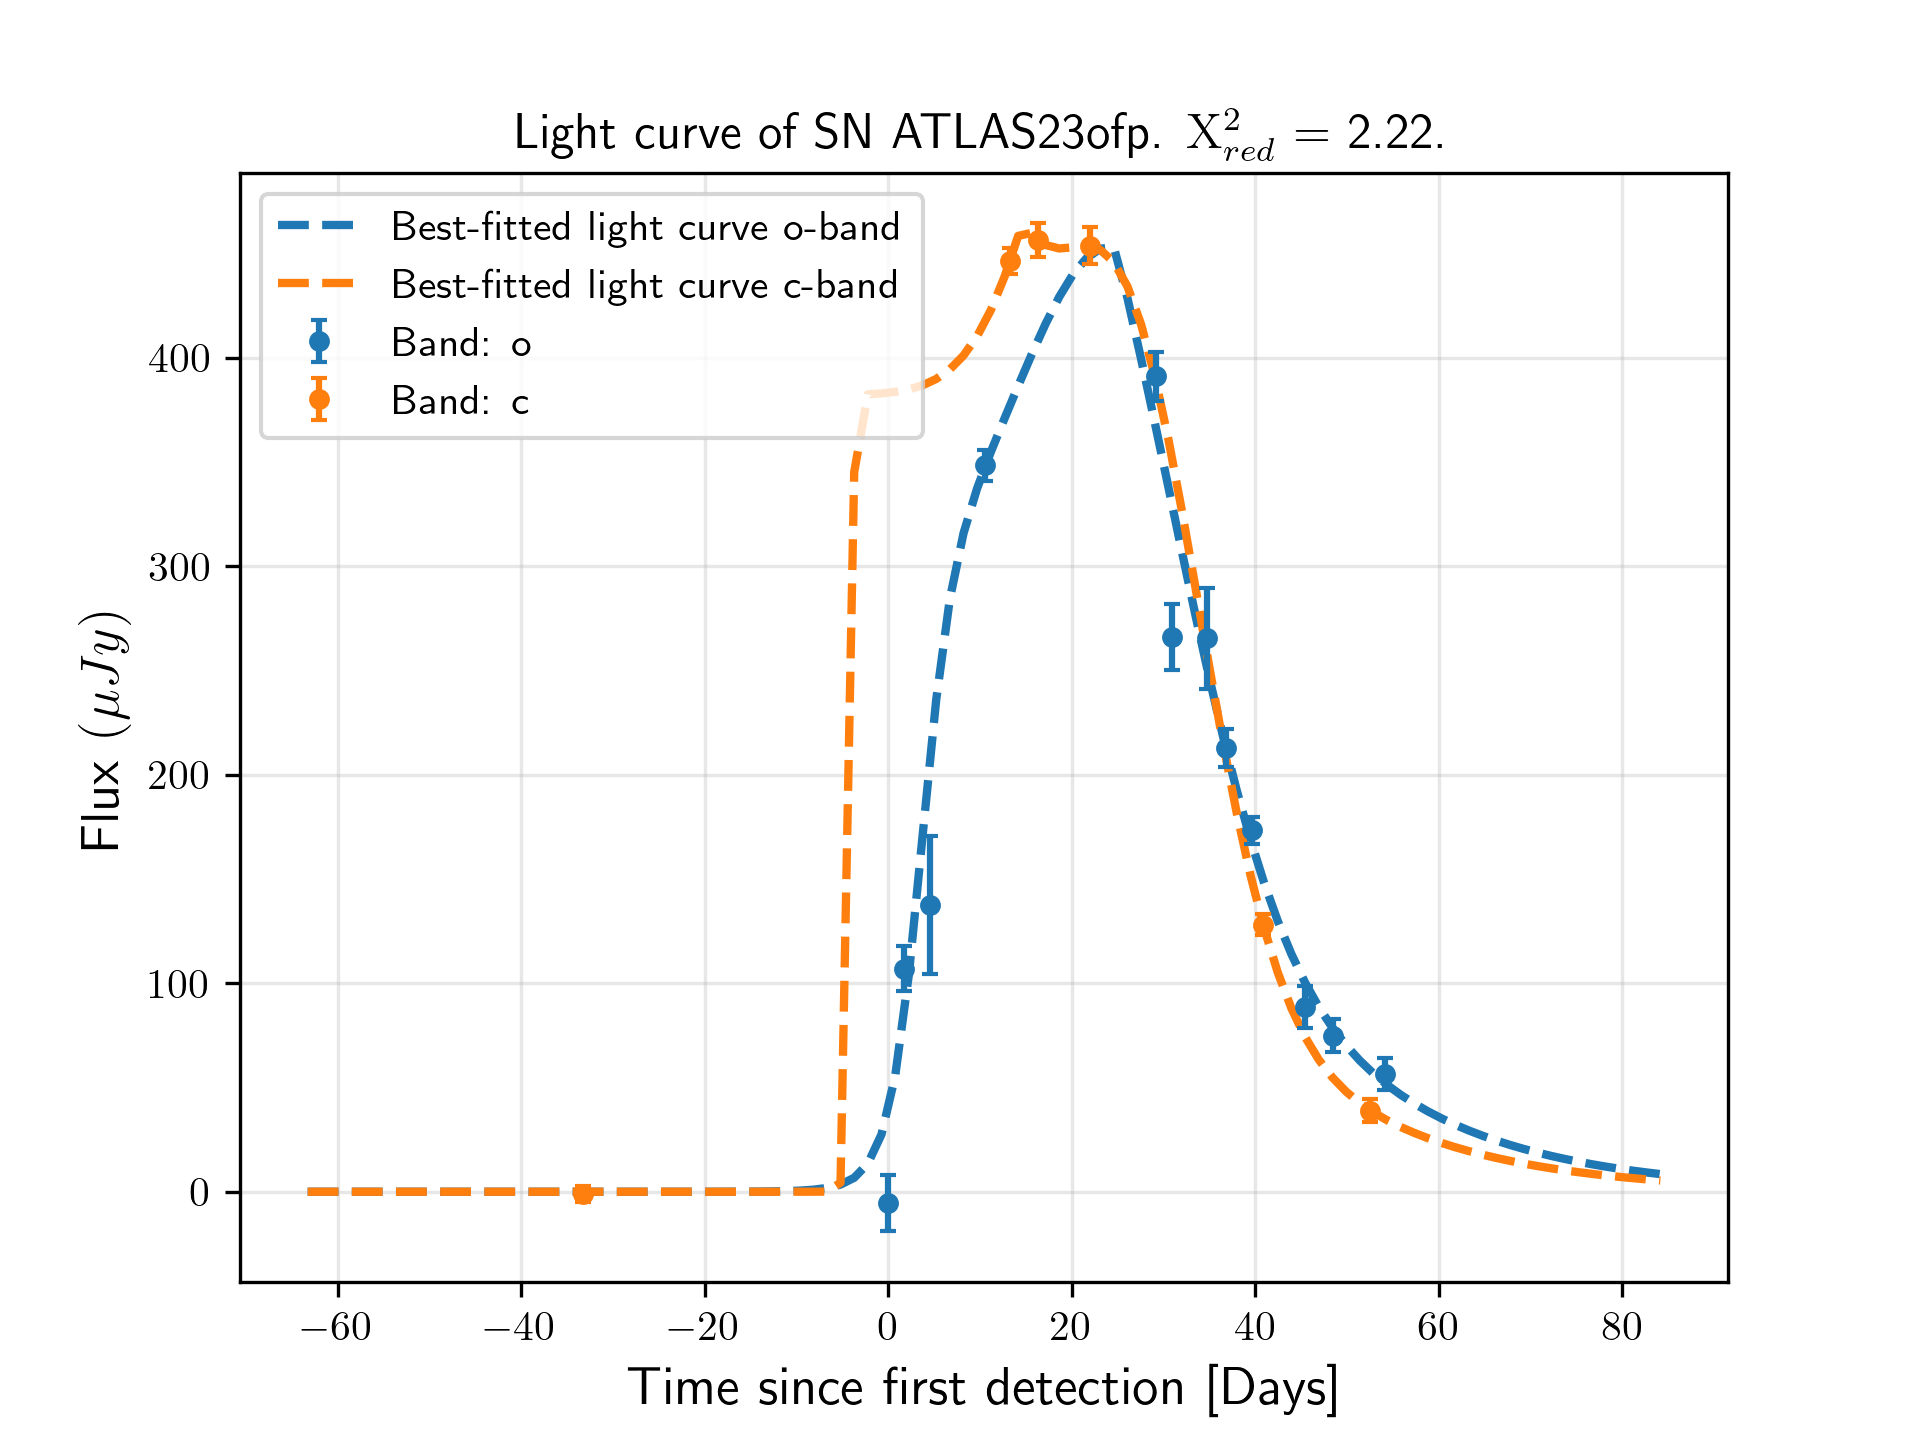 Light curve of SN ATLAS23ofp. X²_red = 2.22.
Best-fitted light curve o-band
Best-fitted light curve c-band
Band: o
Band: c
400
300
200
100
0
Flux (μJy)
−60 −40 −20 0 20 40 60 80
Time since first detection [Days]